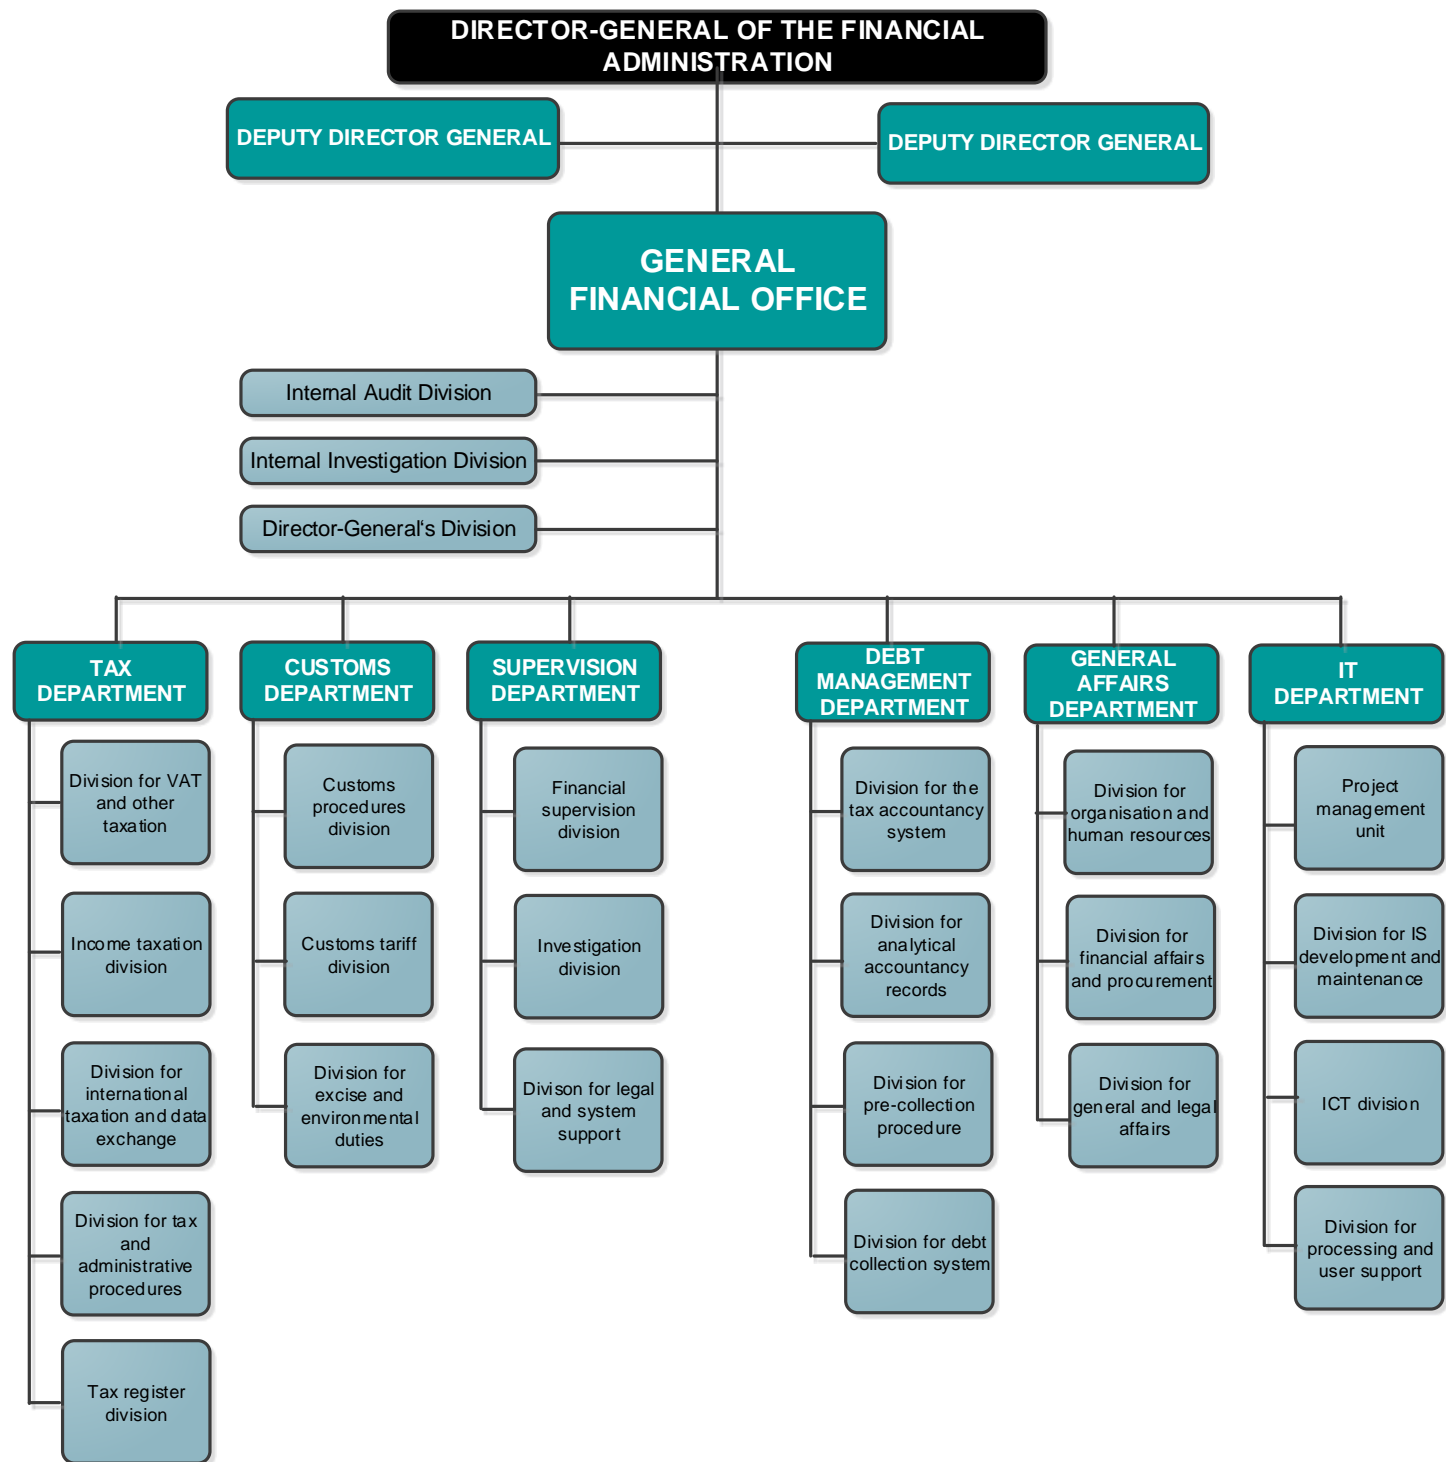 DIRECTOR-GENERAL OF THE FINANCIAL
ADMINISTRATION
DEPUTY DIRECTOR GENERAL
DEPUTY DIRECTOR GENERAL
GENERAL
FINANCIAL OFFICE
Internal Audit Division
Internal Investigation Division
Director-General‘s Division
TAX
DEPARTMENT
Division for VAT
and other
taxation
Income taxation
division
Division for
international
taxation and data
exchange
Division for tax
and
administrative
procedures
Tax register
division
CUSTOMS
DEPARTMENT
Customs
procedures
division
Customs tariff
division
Division for
excise and
environmental
duties
SUPERVISION
DEPARTMENT
Financial
supervision
division
Investigation
division
Divison for legal
and system
support
DEBT
MANAGEMENT
DEPARTMENT
Division for the
tax accountancy
system
Division for
analytical
accountancy
records
Division for
pre-collection
procedure
Division for debt
collection system
GENERAL
AFFAIRS
DEPARTMENT
Division for
organisation and
human resources
Division for
financial affairs
and procurement
Division for
general and legal
affairs
IT
DEPARTMENT
Project
management
unit
Division for IS
development and
maintenance
ICT division
Division for
processing and
user support